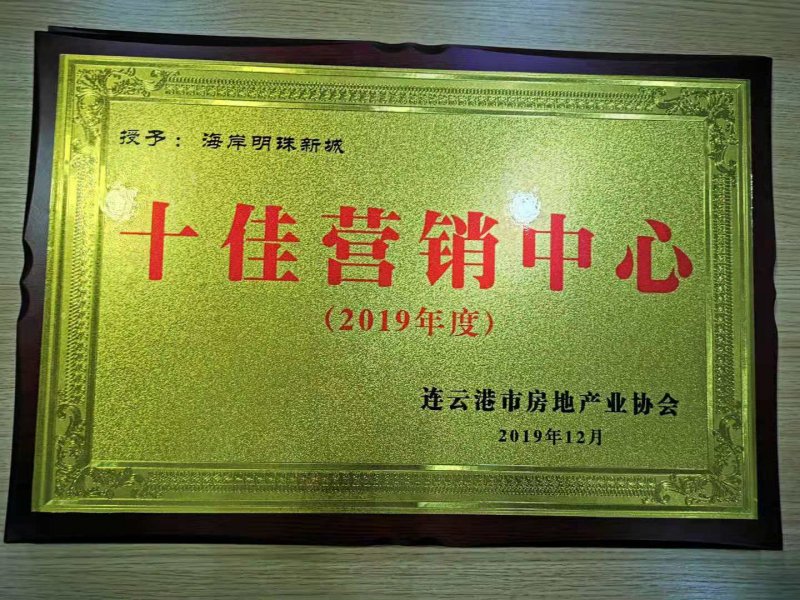 授予：海岸明珠新城
十佳营销中心
（2019年度）
连云港市房地产业协会
2019年12月